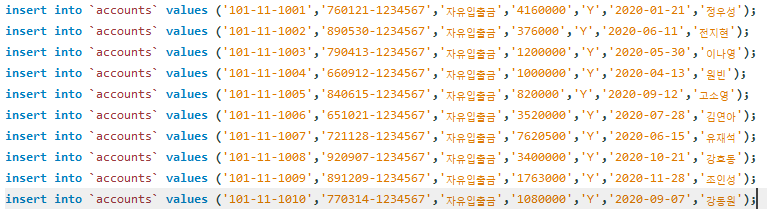 insert into `accounts` values ('101-11-1001','760121-1234567','자유입출금','4160000','Y','2020-01-21','정우성');
insert into `accounts` values ('101-11-1002','890530-1234567','자유입출금','376000','Y','2020-06-11','전지현');
insert into `accounts` values ('101-11-1003','790413-1234567','자유입출금','1200000','Y','2020-05-30','이나영');
insert into `accounts` values ('101-11-1004','660912-1234567','자유입출금','1000000','Y','2020-04-13','원빈');
insert into `accounts` values ('101-11-1005','840615-1234567','자유입출금','820000','Y','2020-09-12','고소영');
insert into `accounts` values ('101-11-1006','651021-1234567','자유입출금','3520000','Y','2020-07-28','김연아');
insert into `accounts` values ('101-11-1007','721128-1234567','자유입출금','7620500','Y','2020-06-15','유재석');
insert into `accounts` values ('101-11-1008','920907-1234567','자유입출금','3400000','Y','2020-10-21','강호동');
insert into `accounts` values ('101-11-1009','891209-1234567','자유입출금','1763000','Y','2020-11-28','조인성');
insert into `accounts` values ('101-11-1010','770314-1234567','자유입출금','1080000','Y','2020-09-07','강동원');